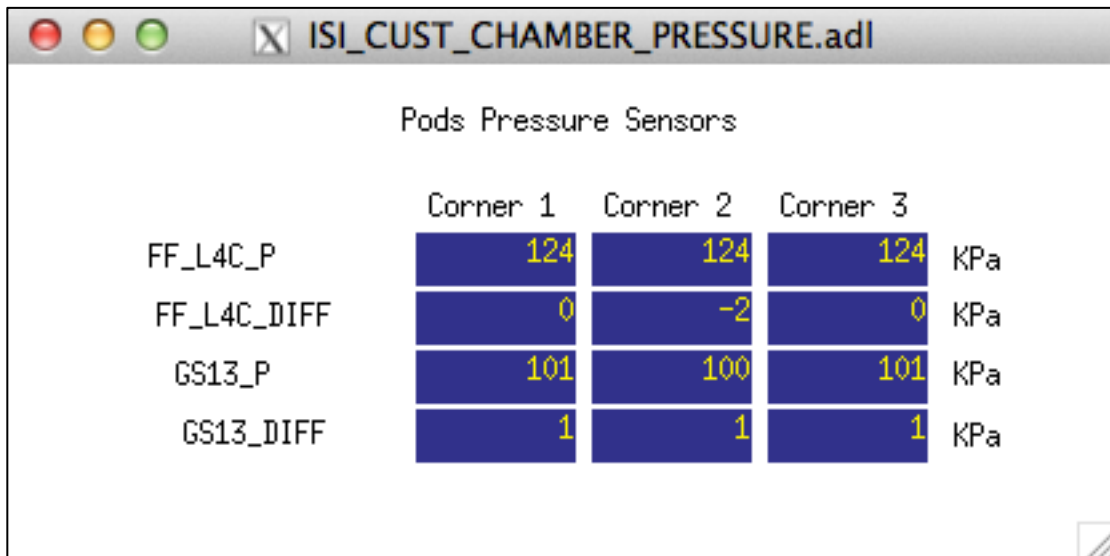 ISI_CUST_CHAMBER_PRESSURE.adl
Pods Pressure Sensors
Corner 1 Corner 2 Corner 3
FF_L4C_P 124 124 124 KPa
FF_L4C_DIFF 0 -2 0 KPa
GS13_P 101 100 101 KPa
GS13_DIFF 1 1 1 KPa